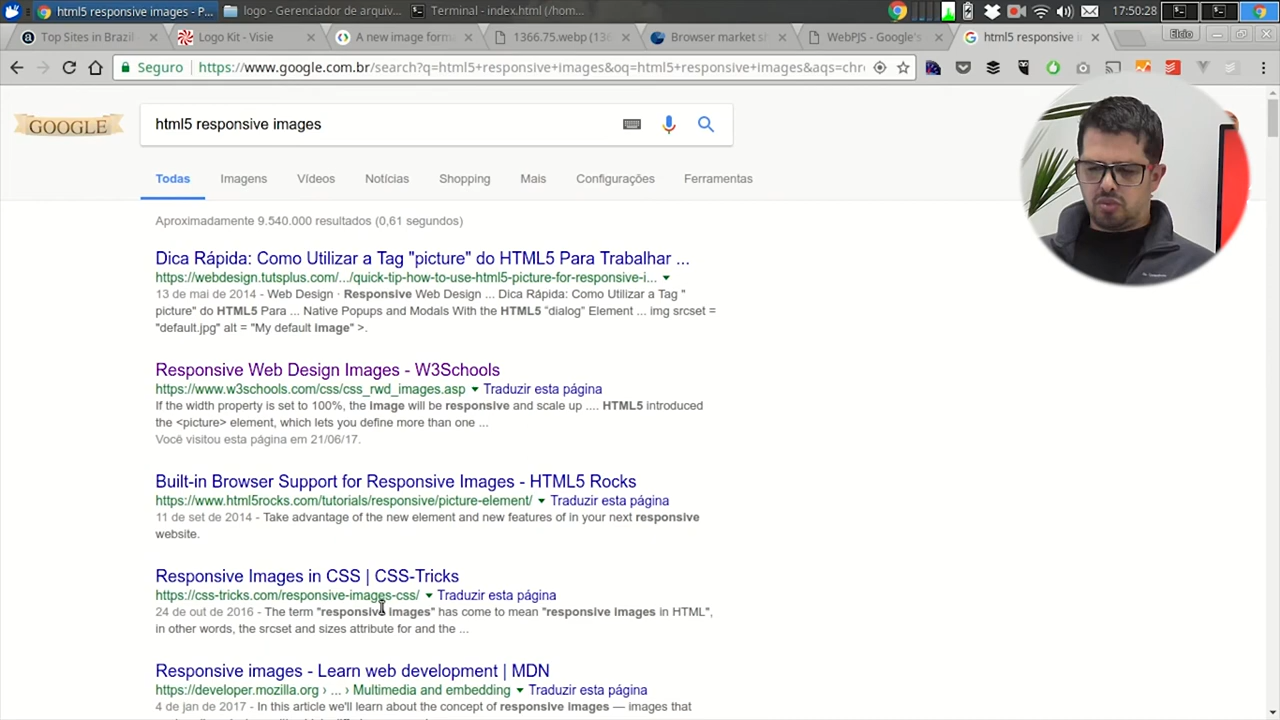 html5 responsive images - P...
logo - Gerenciador de arquiv...
Terminal - index.html (/hom...
17:50:28
Top Sites in Brazil
Logo Kit - Visie
A new image forma
1366.75.webp (136
Browser market sh
WebPJS - Google's
html5 responsive i
Elcio
Seguro
https://www.google.com.br/search?q=html5+responsive+images&oq=html5+responsive+images&aqs=chro
GOOGLE
html5 responsive images
Todas
Imagens
Vídeos
Notícias
Shopping
Mais
Configurações
Ferramentas
Aproximadamente 9.540.000 resultados (0,61 segundos)
Dica Rápida: Como Utilizar a Tag "picture" do HTML5 Para Trabalhar ...
https://webdesign.tutsplus.com/.../quick-tip-how-to-use-html5-picture-for-responsive-i...
13 de mai de 2014 - Web Design · Responsive Web Design ... Dica Rápida: Como Utilizar a Tag "
picture" do HTML5 Para ... Native Popups and Modals With the HTML5 “dialog” Element ... img srcset =
"default.jpg" alt = "My default image" >.
Responsive Web Design Images - W3Schools
https://www.w3schools.com/css/css_rwd_images.asp Traduzir esta página
If the width property is set to 100%, the image will be responsive and scale up .... HTML5 introduced
the <picture> element, which lets you define more than one ...
Você visitou esta página em 21/06/17.
Built-in Browser Support for Responsive Images - HTML5 Rocks
https://www.html5rocks.com/tutorials/responsive/picture-element/ Traduzir esta página
11 de set de 2014 - Take advantage of the new element and new features of in your next responsive
website.
Responsive Images in CSS | CSS-Tricks
https://css-tricks.com/responsive-images-css/ Traduzir esta página
24 de out de 2016 - The term "responsive images" has come to mean "responsive images in HTML",
in other words, the srcset and sizes attribute for and the ...
Responsive images - Learn web development | MDN
https://developer.mozilla.org › ... › Multimedia and embedding Traduzir esta página
4 de jan de 2017 - In this article we'll learn about the concept of responsive images — images that